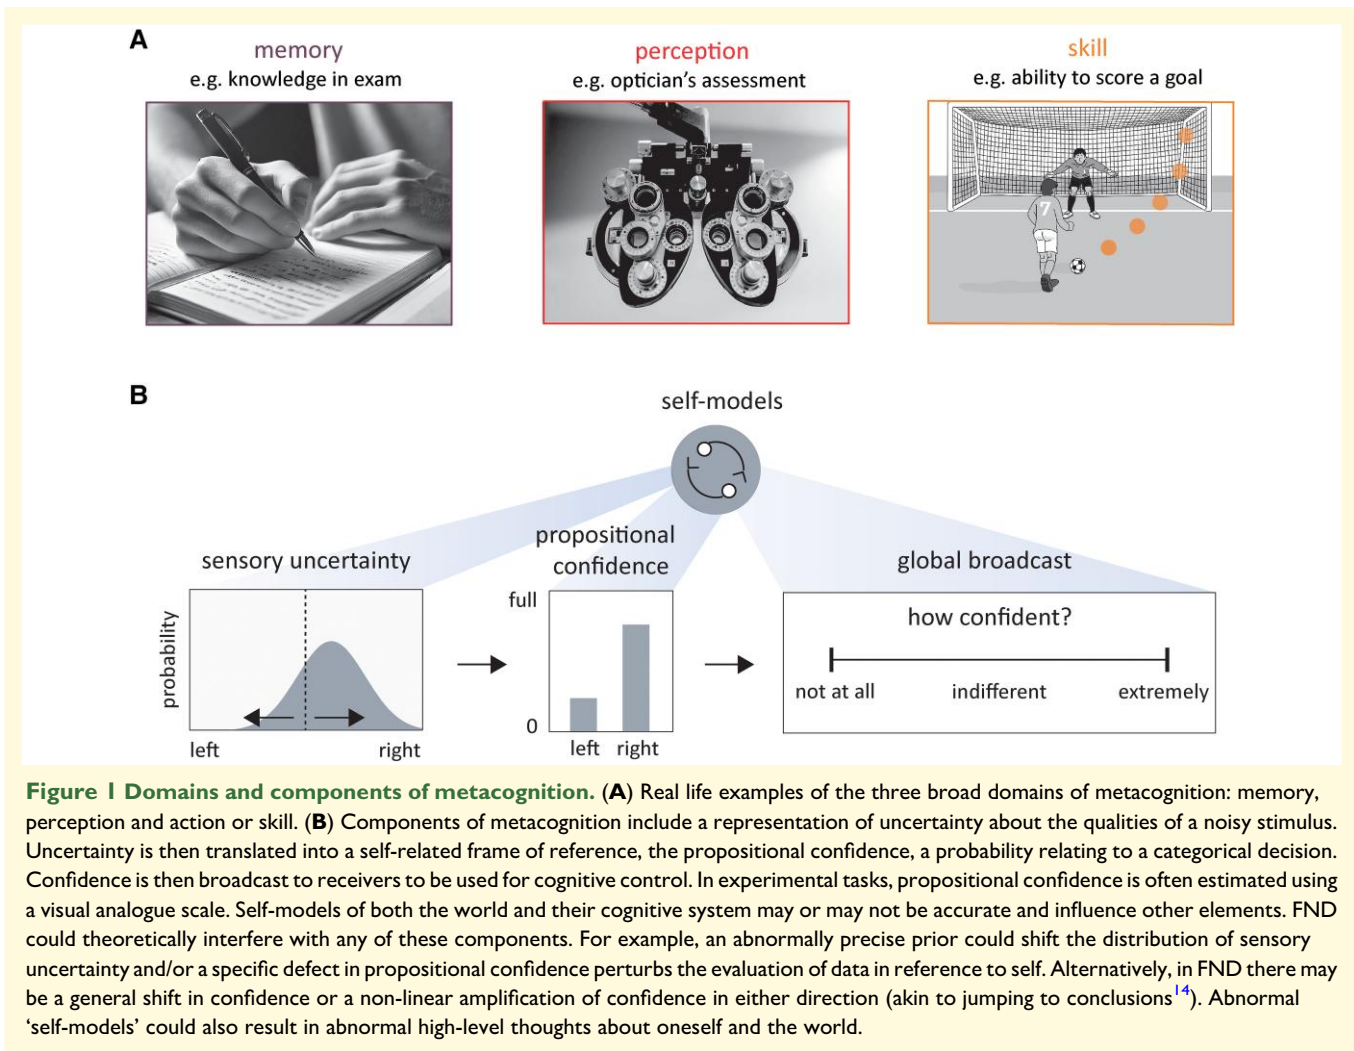 A
memory
e.g. knowledge in exam
perception
e.g. optician's assessment
skill
e.g. ability to score a goal
7
B
self-models
sensory uncertainty
probability
left
right
propositional
confidence
full
0
left right
global broadcast
how confident?
not at all indifferent extremely
Figure 1 Domains and components of metacognition. (A) Real life examples of the three broad domains of metacognition: memory,
perception and action or skill. (B) Components of metacognition include a representation of uncertainty about the qualities of a noisy stimulus.
Uncertainty is then translated into a self-related frame of reference, the propositional confidence, a probability relating to a categorical decision.
Confidence is then broadcast to receivers to be used for cognitive control. In experimental tasks, propositional confidence is often estimated using
a visual analogue scale. Self-models of both the world and their cognitive system may or may not be accurate and influence other elements. FND
could theoretically interfere with any of these components. For example, an abnormally precise prior could shift the distribution of sensory
uncertainty and/or a specific defect in propositional confidence perturbs the evaluation of data in reference to self. Alternatively, in FND there may
be a general shift in confidence or a non-linear amplification of confidence in either direction (akin to jumping to conclusions14). Abnormal
'self-models' could also result in abnormal high-level thoughts about oneself and the world.